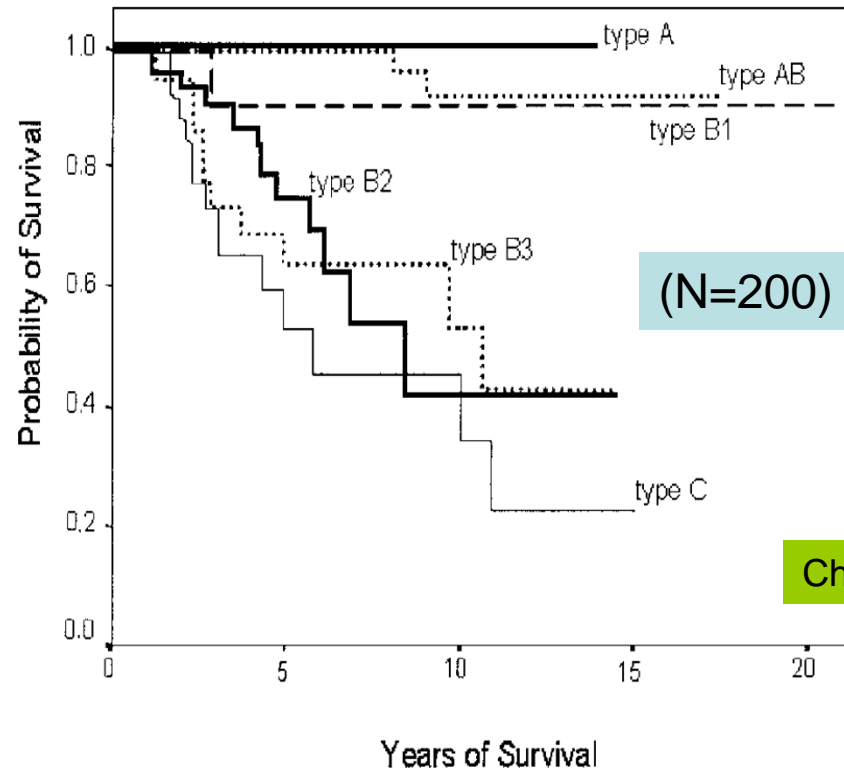 Probability of Survival
1.0
0.8
0.6
0.4
0.2
0.0
type A
type AB
type B1
type B2
type B3
(N=200)
type C
Ch
0
5
10
15
20
Years of Survival